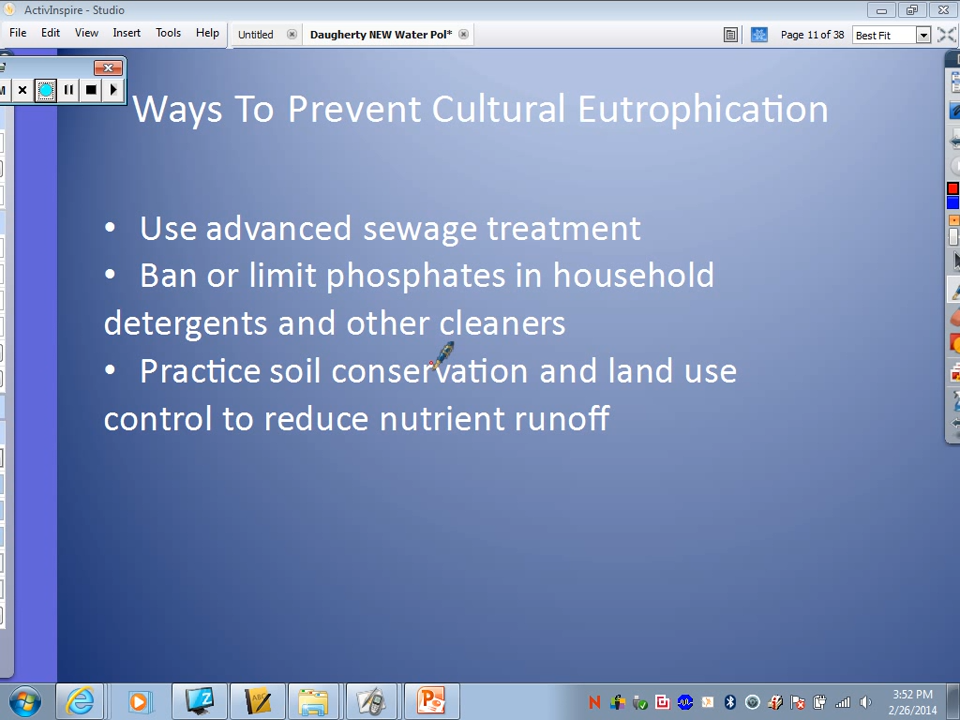 ActivInspire - Studio
File Edit View Insert Tools Help Untitled Daugherty NEW Water Pol* Page 11 of 38 Best Fit
Ways To Prevent Cultural Eutrophication
• Use advanced sewage treatment
• Ban or limit phosphates in household
detergents and other cleaners
• Practice soil conservation and land use
control to reduce nutrient runoff
3:52 PM
2/26/2014